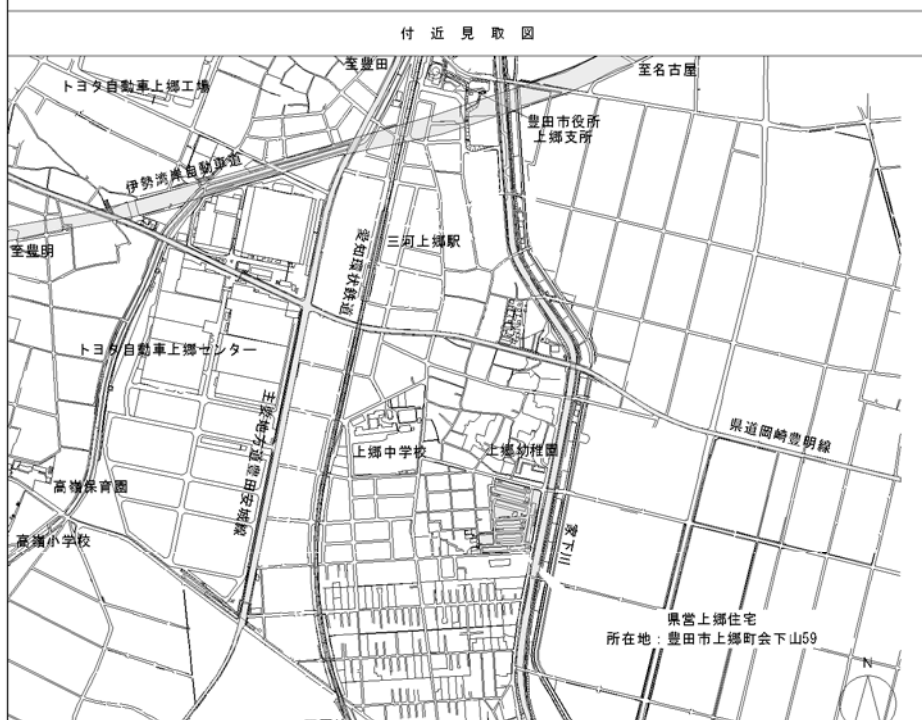 付近見取図
至豊田
至名古屋
トヨタ自動車上郷工場
豊田市役所
上郷支所
伊勢湾岸自動車道
三河上郷駅
至豊明
愛知環状鉄道
トヨタ自動車上郷センター
主要地方道豊田安城線
県道岡崎豊明線
上郷中学校
上郷幼稚園
高嶺保育園
高嶺小学校
家下川
県営上郷住宅
所在地：豊田市上郷町会下山59
N